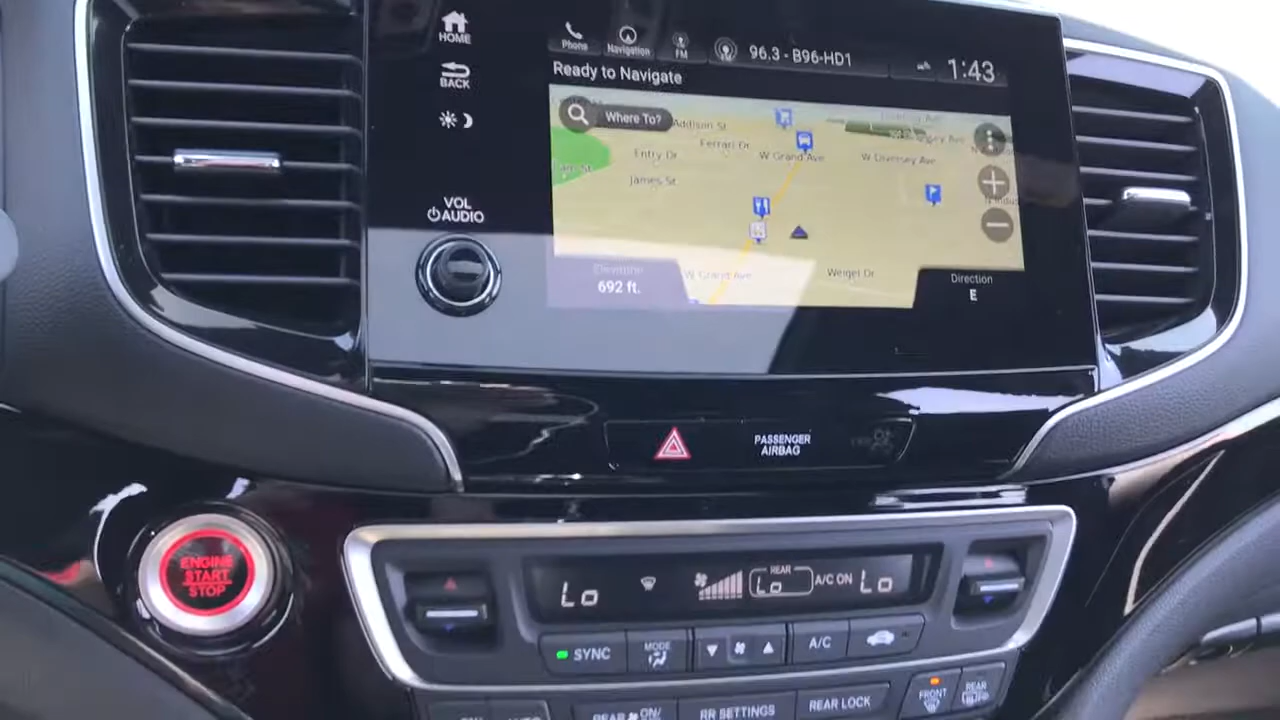 HOME
BACK
VOL
AUDIO
Phone
Navigation
FM
96.3 - B96-HD1
1:43
Ready to Navigate
Where To?
Addison St
Ferrari Dr
Entry Dr
W Grand Ave
W Diversey Ave
James St
W Grand Ave
Weigel Dr
Elevation
692 ft.
Direction
E
PASSENGER
AIRBAG
ENGINE
START
STOP
Lo
REAR
Lo
A/C ON
Lo
SYNC
MODE
A/C
FRONT
REAR
RR SETTINGS
REAR LOCK